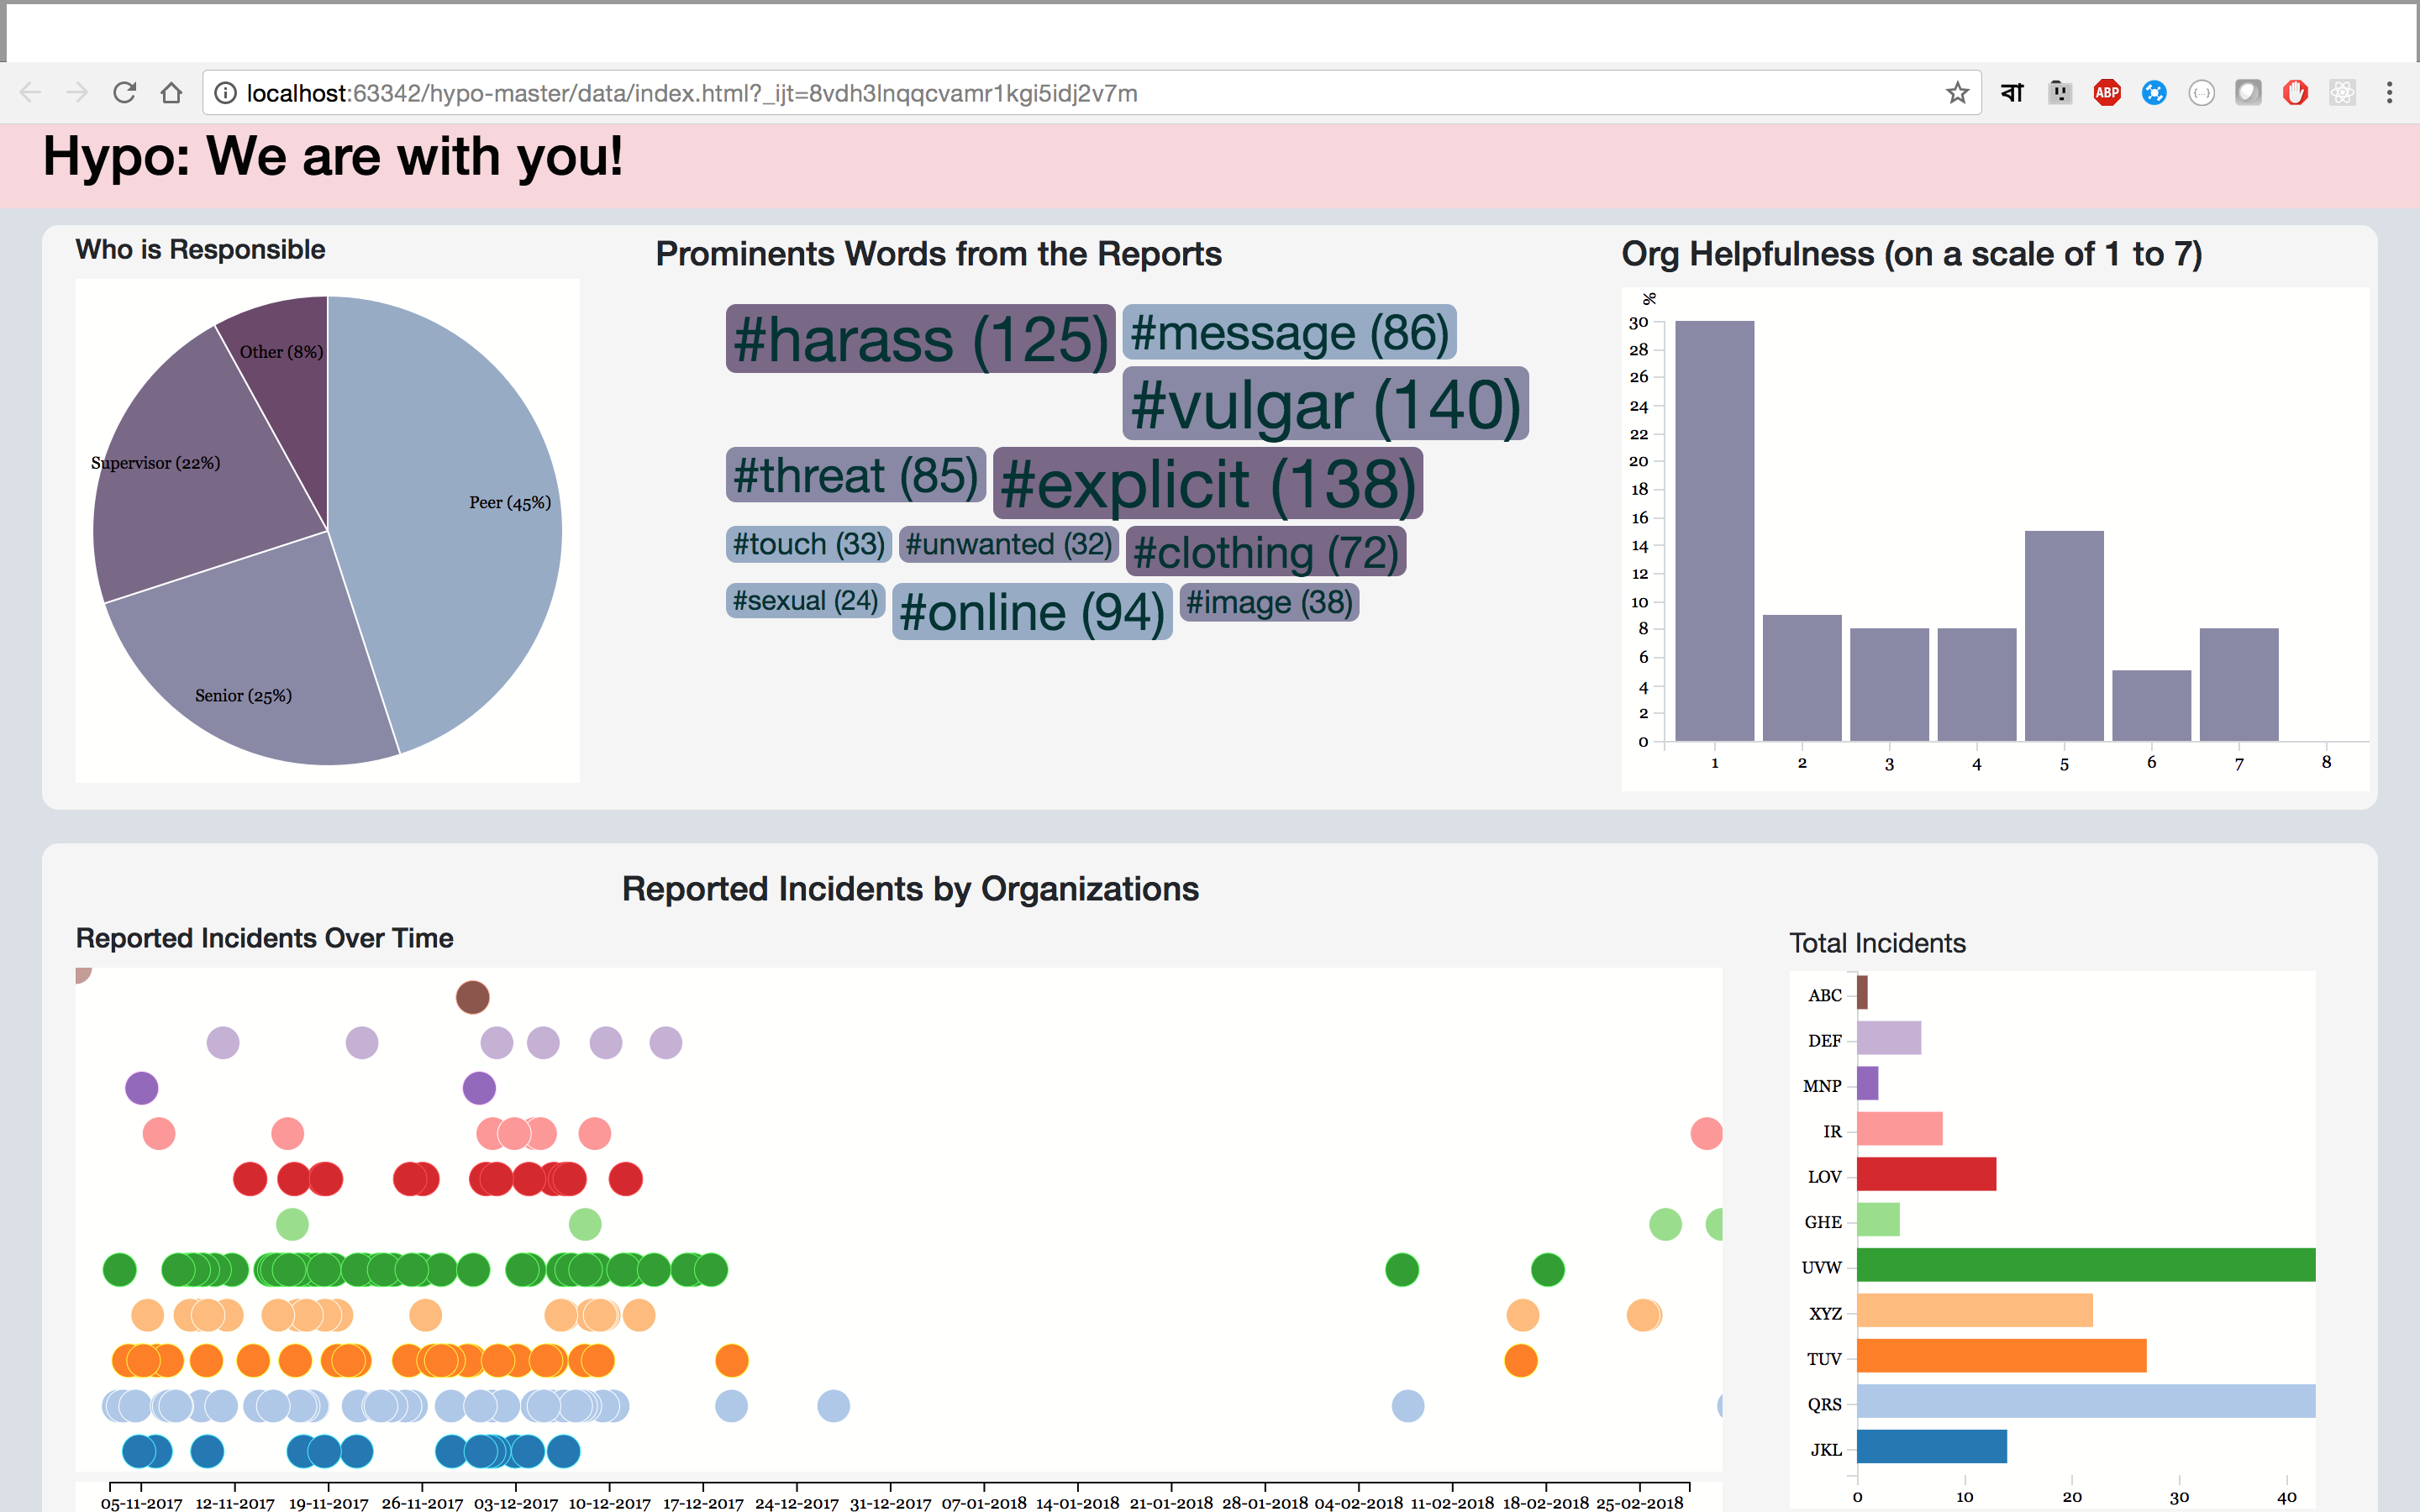 localhost:63342/hypo-master/data/index.html?_ijt=8vdh3lnqqcvamr1kgi5idj2v7m
বা
ABP
{...}
Hypo: We are with you!
Who is Responsible
Other (8%)
Supervisor (22%)
Peer (45%)
Senior (25%)
Prominents Words from the Reports
#harass (125) #message (86)
#vulgar (140)
#threat (85) #explicit (138)
#touch (33) #unwanted (32) #clothing (72)
#sexual (24) #online (94) #image (38)
Org Helpfulness (on a scale of 1 to 7)
%
30
28
26
24
22
20
18
16
14
12
10
8
6
4
2
0
1 2 3 4 5 6 7 8
Reported Incidents by Organizations
Reported Incidents Over Time
05-11-2017 12-11-2017 19-11-2017 26-11-2017 03-12-2017 10-12-2017 17-12-2017 24-12-2017 31-12-2017 07-01-2018 14-01-2018 21-01-2018 28-01-2018 04-02-2018 11-02-2018 18-02-2018 25-02-2018
Total Incidents
ABC
DEF
MNP
IR
LOV
GHE
UVW
XYZ
TUV
QRS
JKL
0 10 20 30 40